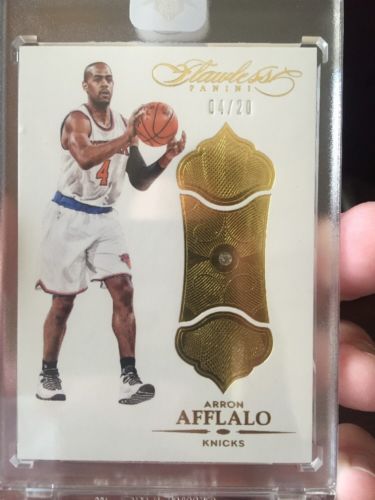 Flawless
PANINI
04/20
4
ARRON
AFFLALO
KNICKS